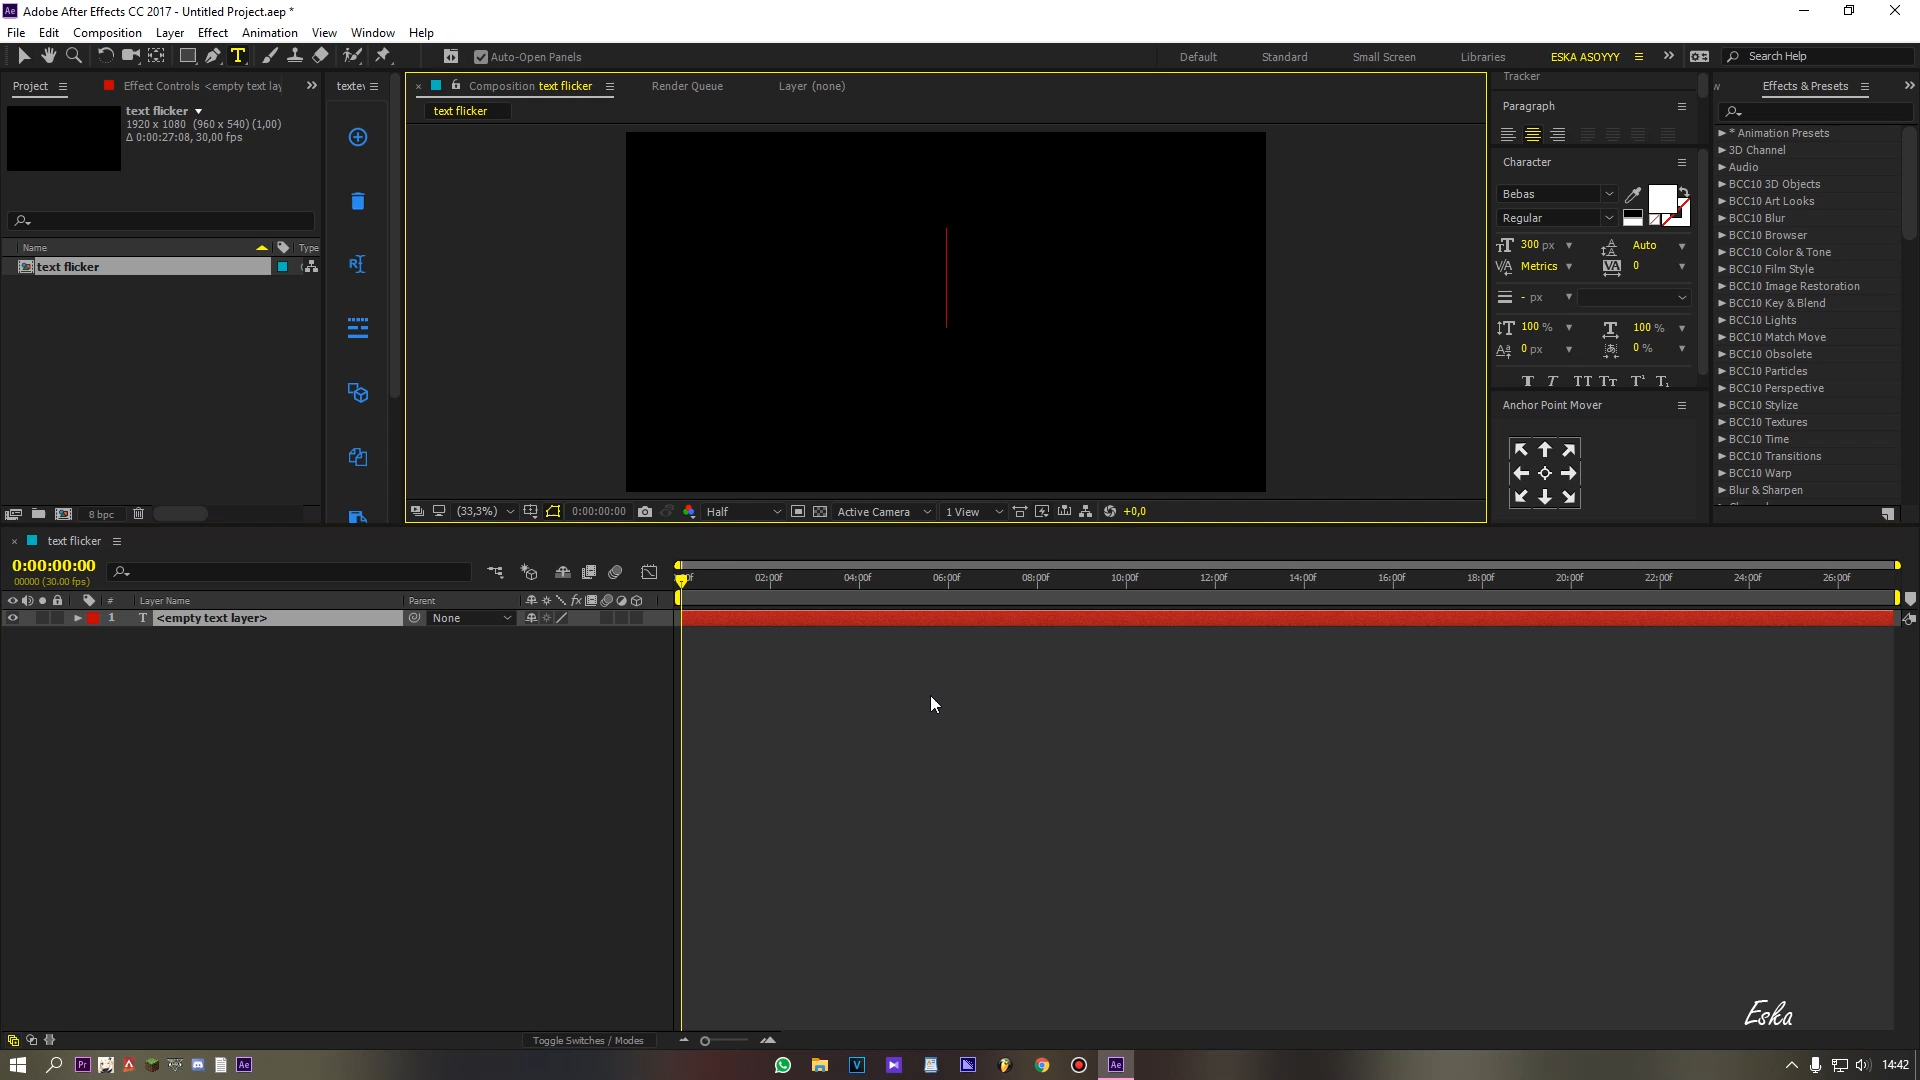 Adobe After Effects CC 2017 - Untitled Project.aep *
File Edit Composition Layer Effect Animation View Window Help
Auto-Open Panels
Default Standard Small Screen Libraries ESKA ASOYYY Search Help
Project Effect Controls <empty text lay
text flicker
1920 x 1080 (960 x 540) (1,00)
Δ 0:00:27:08, 30,00 fps
Name Type
text flicker
8 bpc
Composition text flicker Render Queue Layer (none)
text flicker
(33,3%) 0:00:00:00 Half Active Camera 1 View +0,0
Tracker
Paragraph
Character
Bebas
Regular
300 px Auto
Metrics 0
- px
100 % 100 %
0 px 0 %
Anchor Point Mover
Effects & Presets
* Animation Presets
3D Channel
Audio
BCC10 3D Objects
BCC10 Art Looks
BCC10 Blur
BCC10 Browser
BCC10 Color & Tone
BCC10 Film Style
BCC10 Image Restoration
BCC10 Key & Blend
BCC10 Lights
BCC10 Match Move
BCC10 Obsolete
BCC10 Particles
BCC10 Perspective
BCC10 Stylize
BCC10 Textures
BCC10 Time
BCC10 Transitions
BCC10 Warp
Blur & Sharpen
text flicker
0:00:00:00
00000 (30.00 fps)
02:00f 04:00f 06:00f 08:00f 10:00f 12:00f 14:00f 16:00f 18:00f 20:00f 22:00f 24:00f 26:00f
# Layer Name Parent
1 T <empty text layer> None
Eska
Toggle Switches / Modes
14:42